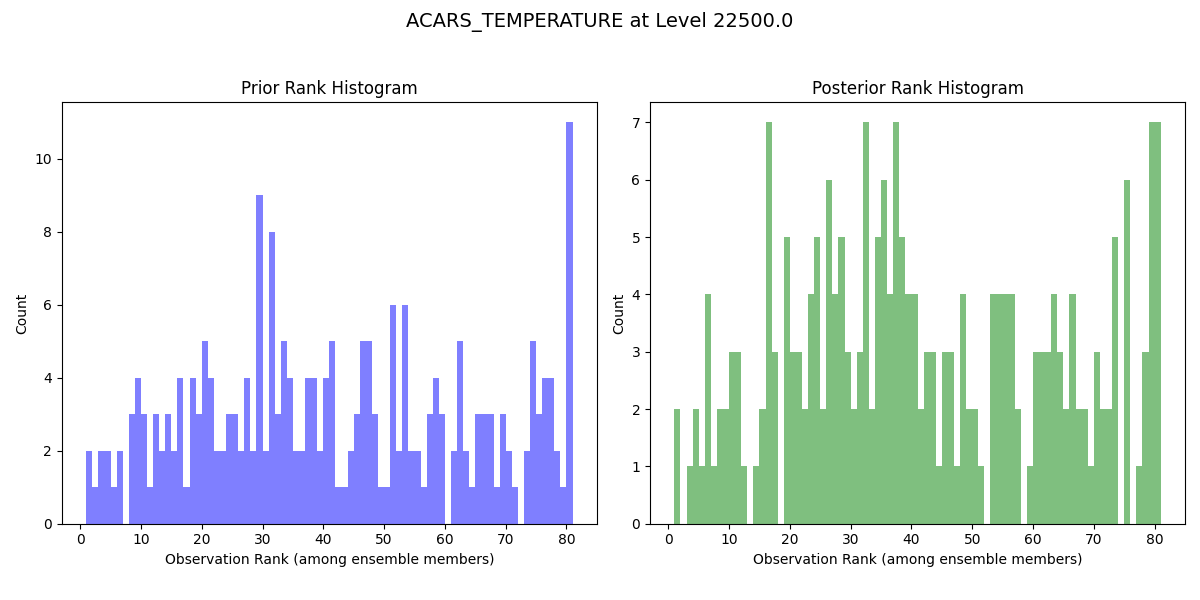 ACARS_TEMPERATURE at Level 22500.0
Prior Rank Histogram
Count
0
2
4
6
8
10
0 10 20 30 40 50 60 70 80
Observation Rank (among ensemble members)
Posterior Rank Histogram
Count
0
1
2
3
4
5
6
7
0 10 20 30 40 50 60 70 80
Observation Rank (among ensemble members)